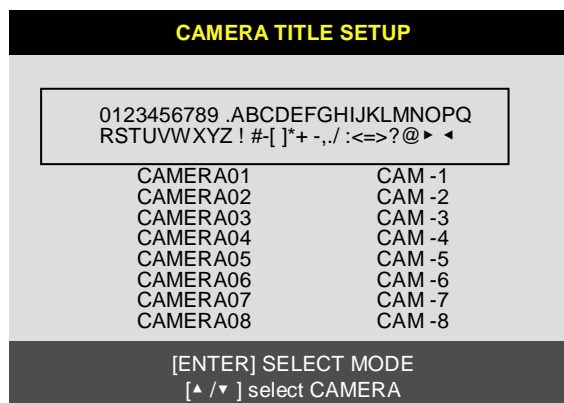 CAMERA TITLE SETUP
0123456789 .ABCDEFGHIJKLMNOPQ
RSTUVWXYZ ! #-[ ]*+ -,./ :<=>?@► ◄
CAMERA01 CAM -1
CAMERA02 CAM -2
CAMERA03 CAM -3
CAMERA04 CAM -4
CAMERA05 CAM -5
CAMERA06 CAM -6
CAMERA07 CAM -7
CAMERA08 CAM -8
[ENTER] SELECT MODE
[▲ /▼ ] select CAMERA